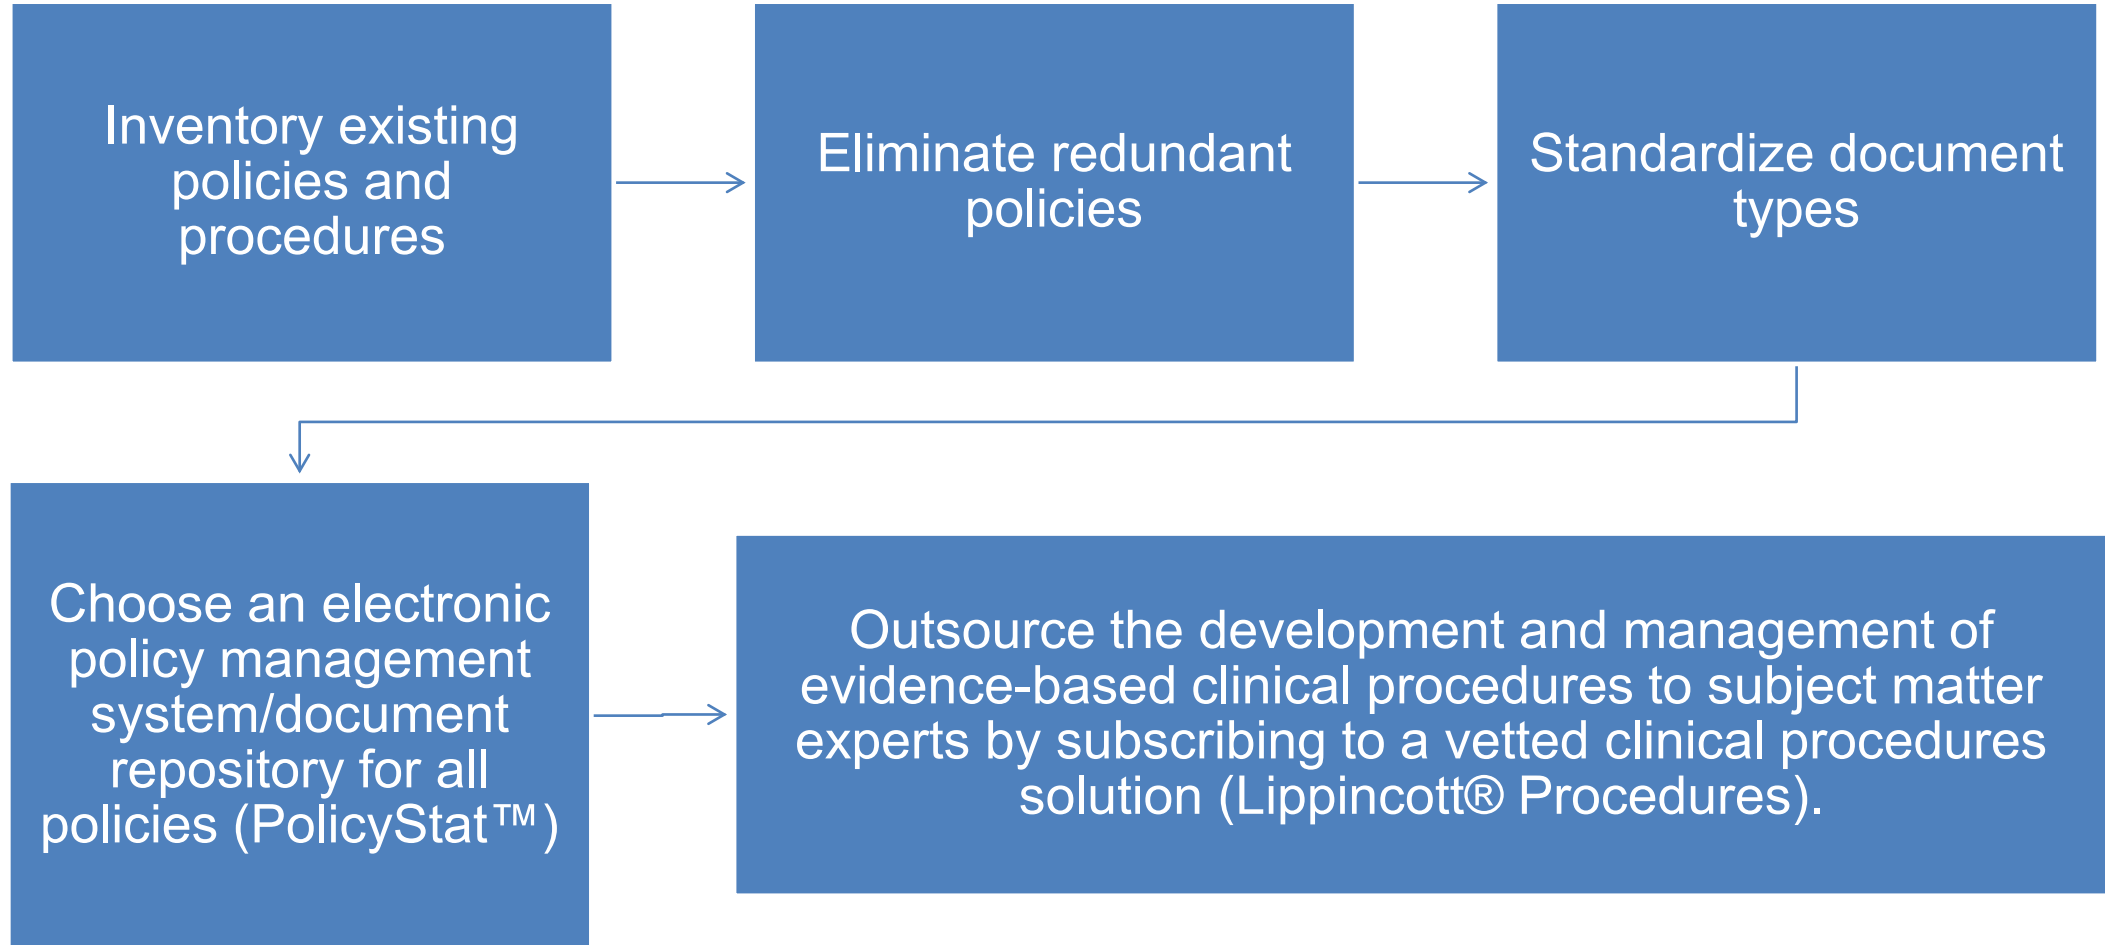 Inventory existing
policies and
procedures
Eliminate redundant
policies
Standardize document
types
Choose an electronic
policy management
system/document
repository for all
policies (PolicyStat™)
Outsource the development and management of
evidence-based clinical procedures to subject matter
experts by subscribing to a vetted clinical procedures
solution (Lippincott® Procedures).